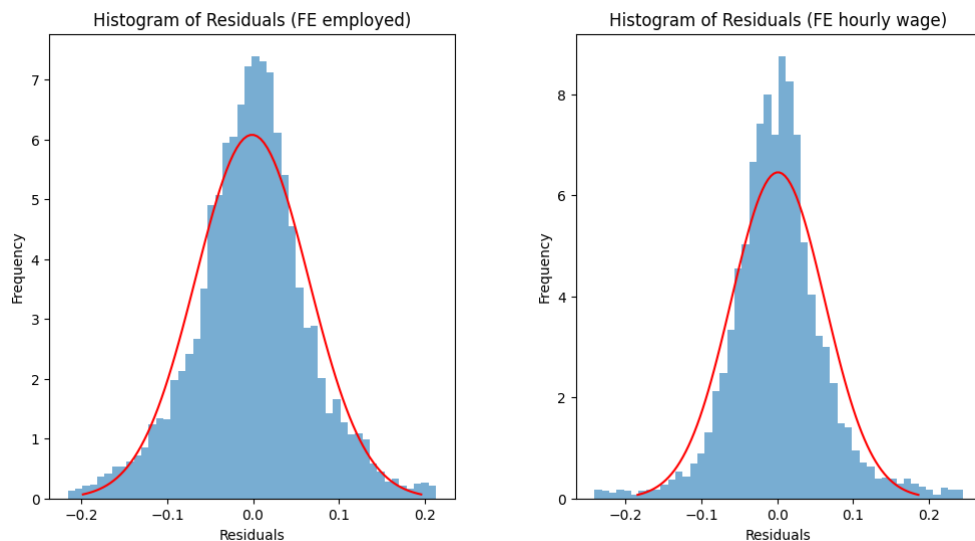 Histogram of Residuals (FE employed)
Frequency
7
6
5
4
3
2
1
0
−0.2 −0.1 0.0 0.1 0.2
Residuals
Histogram of Residuals (FE hourly wage)
Frequency
8
6
4
2
0
−0.2 −0.1 0.0 0.1 0.2
Residuals